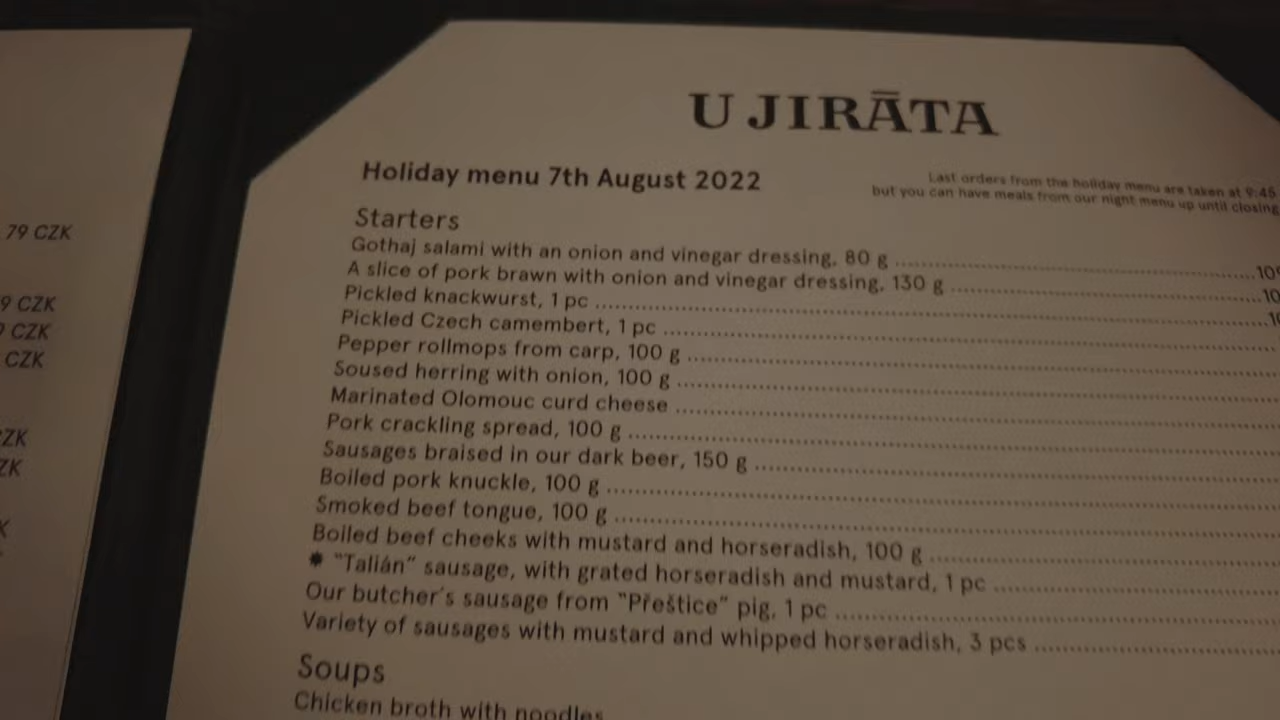 79 CZK
9 CZK
CZK
CZK
ZK
ZK
U JIRĀTA
Holiday menu 7th August 2022
Last orders from the holiday menu are taken at 9:45
but you can have meals from our night menu up until closing
Starters
Gothaj salami with an onion and vinegar dressing, 80 g
A slice of pork brawn with onion and vinegar dressing, 130 g
Pickled knackwurst, 1 pc
Pickled Czech camembert, 1 pc
Pepper rollmops from carp, 100 g
Soused herring with onion, 100 g
Marinated Olomouc curd cheese
Pork crackling spread, 100 g
Sausages braised in our dark beer, 150 g
Boiled pork knuckle, 100 g
Smoked beef tongue, 100 g
Boiled beef cheeks with mustard and horseradish, 100 g
"Talián" sausage, with grated horseradish and mustard, 1 pc
Our butcher's sausage from "Přeštice" pig, 1 pc
Variety of sausages with mustard and whipped horseradish, 3 pcs
Soups
Chicken broth with noodles